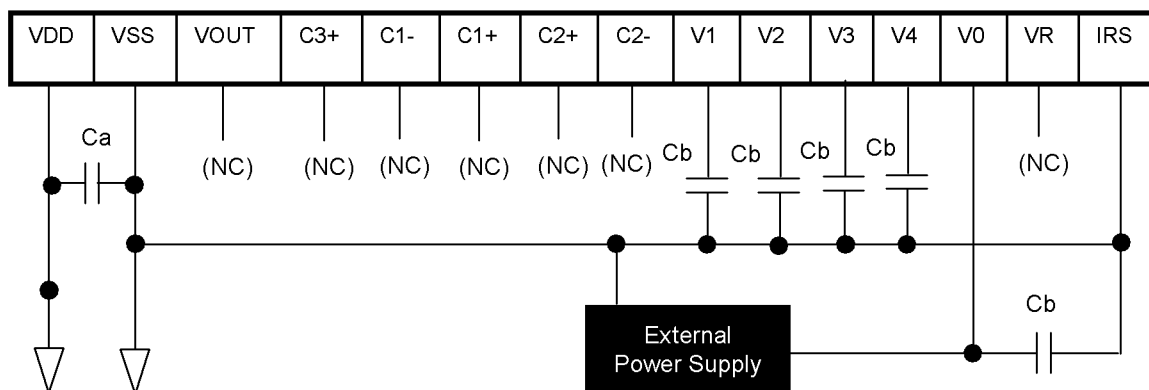 VDD VSS VOUT C3+ C1- C1+ C2+ C2- V1 V2 V3 V4 V0 VR IRS
Ca
Cb Cb Cb Cb
(NC) (NC) (NC) (NC) (NC) (NC) (NC)
External
Power Supply
Cb